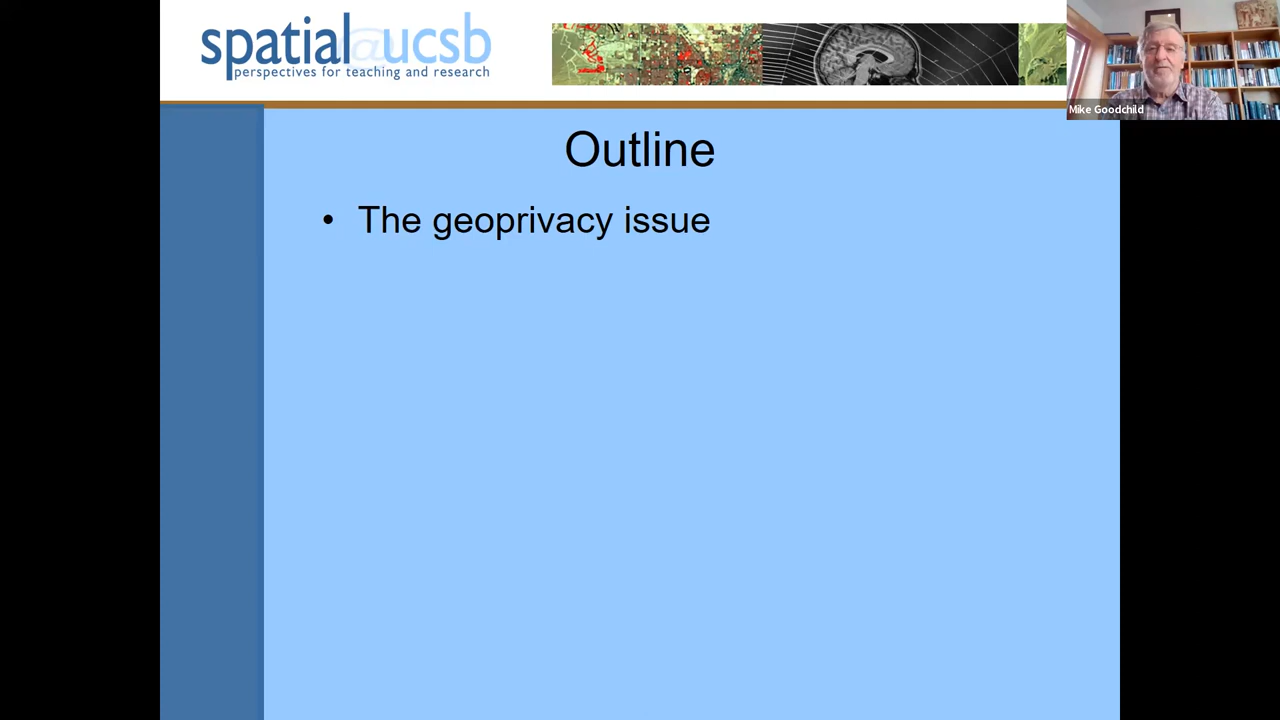 spatial@ucsb
perspectives for teaching and research
Mike Goodchild
Outline
• The geoprivacy issue